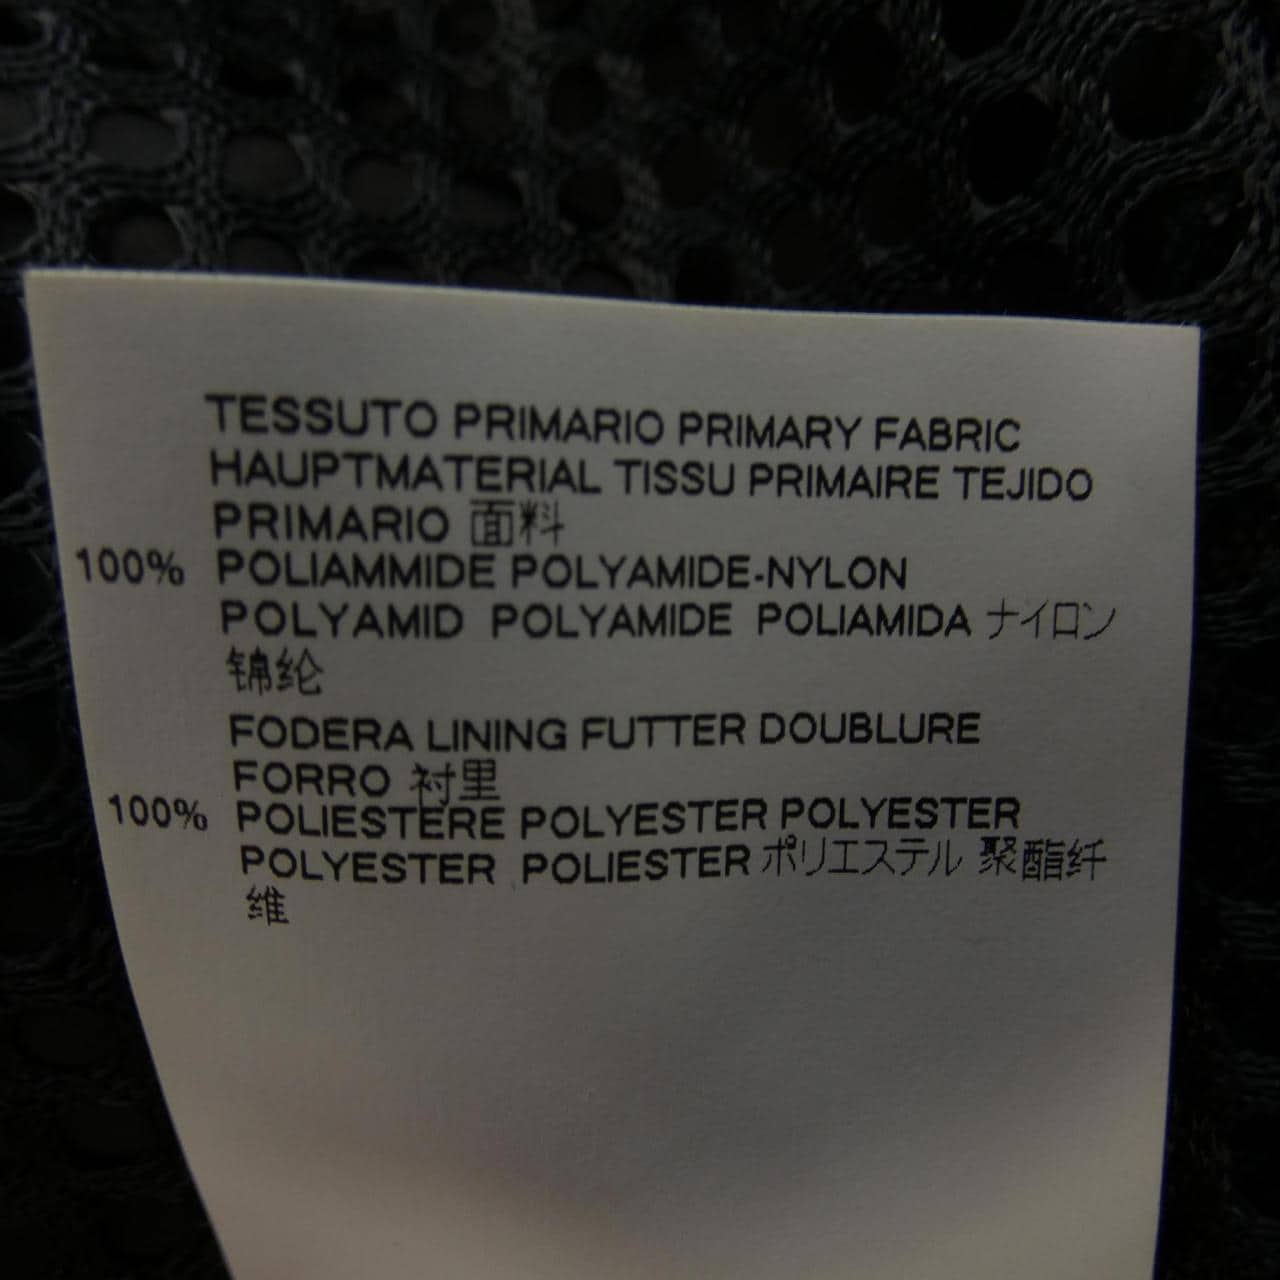 TESSUTO PRIMARIO PRIMARY FABRIC
HAUPTMATERIAL TISSU PRIMAIRE TEJIDO
PRIMARIO 面料
100% POLIAMMIDE POLYAMIDE-NYLON
POLYAMID POLYAMIDE POLIAMIDA ナイロン
锦纶
FODERA LINING FUTTER DOUBLURE
FORRO 衬里
100% POLIESTERE POLYESTER POLYESTER
POLYESTER POLIESTER ポリエステル 聚酯纤
维